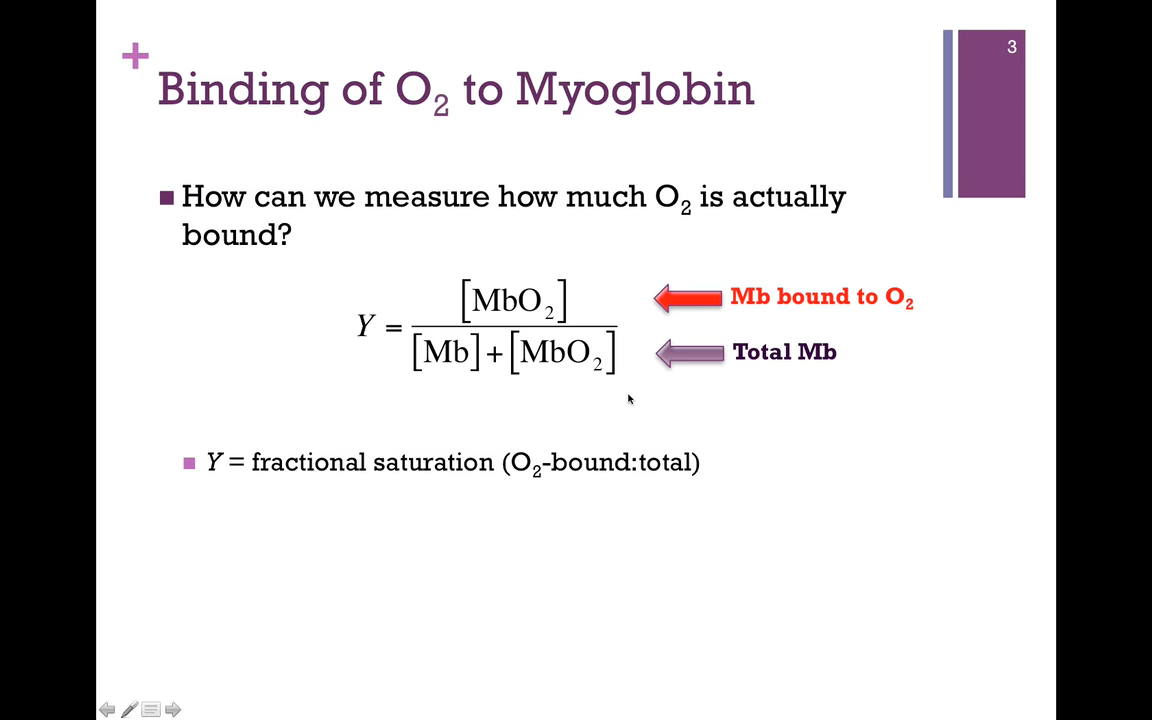 3
+
Binding of O₂ to Myoglobin
■ How can we measure how much O₂ is actually
bound?
Y = [MbO₂] / [Mb] + [MbO₂]
Mb bound to O₂
Total Mb
■ Y = fractional saturation (O₂-bound:total)